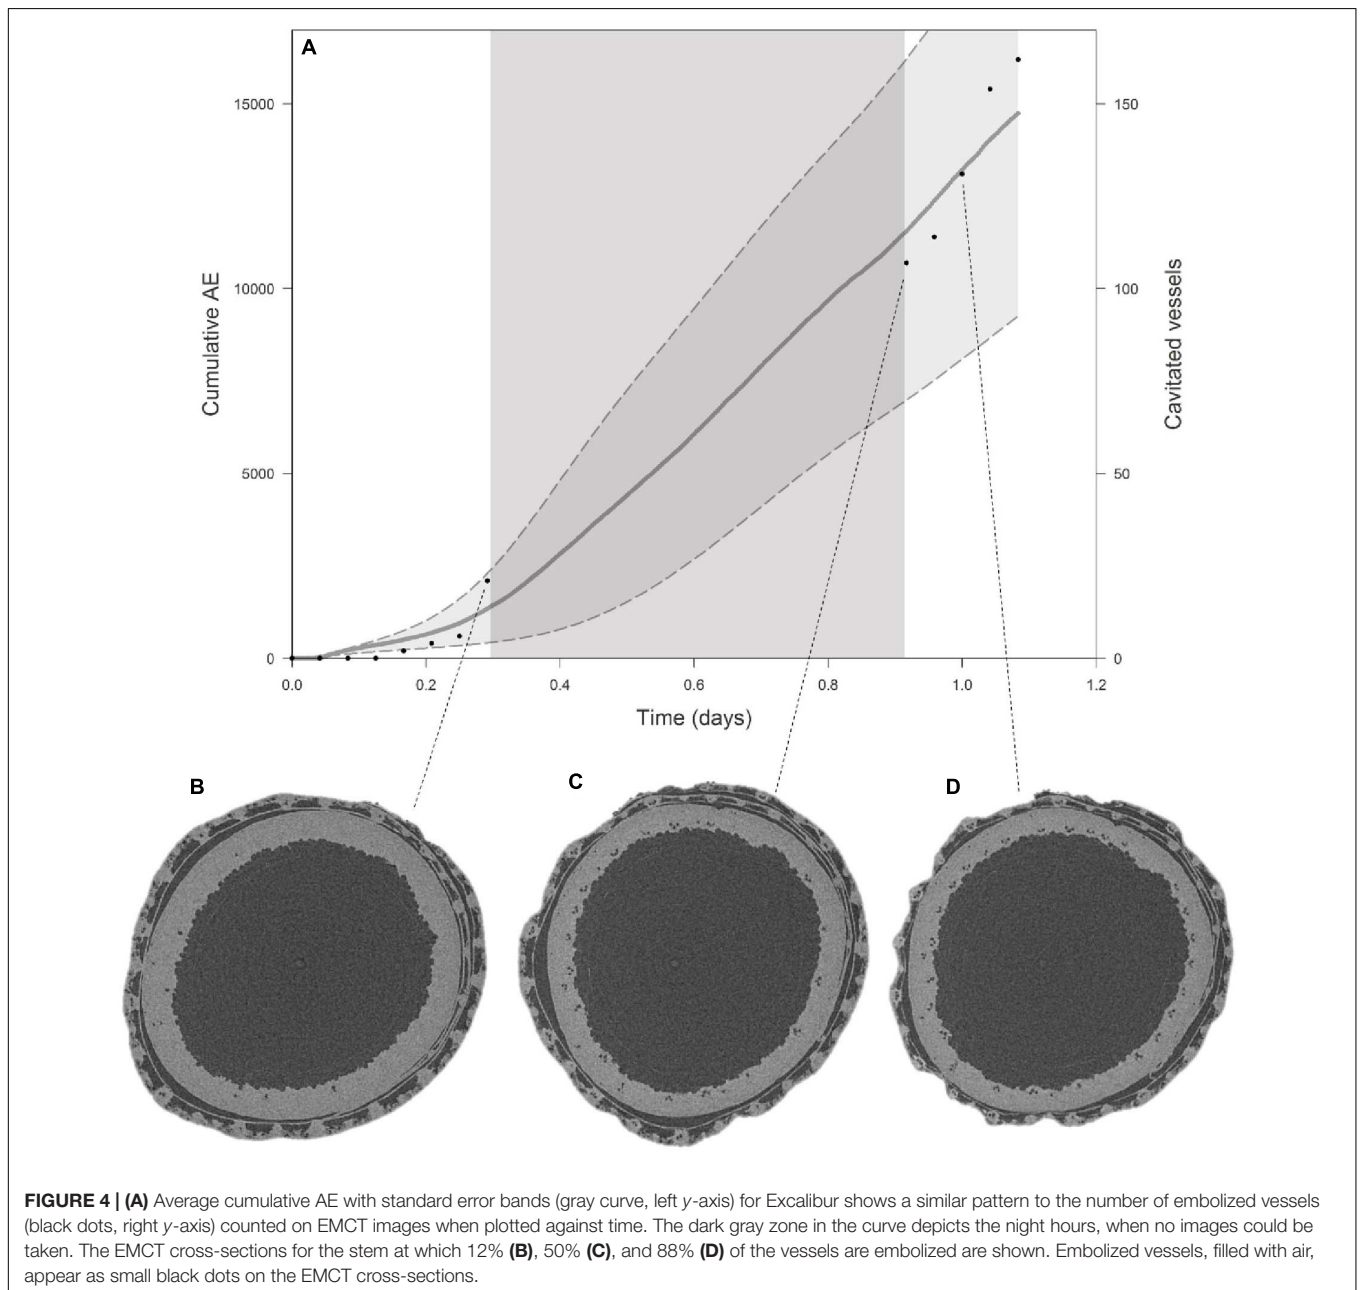 A
15000
10000
5000
0
150
100
50
0
Cumulative AE
Cavitated vessels
0.0 0.2 0.4 0.6 0.8 1.0 1.2
Time (days)
B C D
FIGURE 4 | (A) Average cumulative AE with standard error bands (gray curve, left y-axis) for Excalibur shows a similar pattern to the number of embolized vessels
(black dots, right y-axis) counted on EMCT images when plotted against time. The dark gray zone in the curve depicts the night hours, when no images could be
taken. The EMCT cross-sections for the stem at which 12% (B), 50% (C), and 88% (D) of the vessels are embolized are shown. Embolized vessels, filled with air,
appear as small black dots on the EMCT cross-sections.